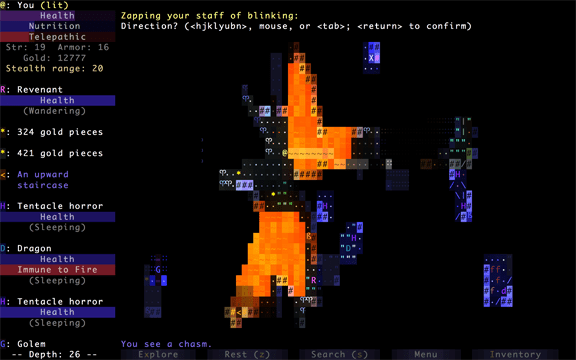 @: You (lit)
Health
Nutrition
Telepathic
Str: 19 Armor: 16
Gold: 12777
Stealth range: 20
R: Revenant
Health
(Wandering)
*: 324 gold pieces
*: 421 gold pieces
<: An upward
staircase
H: Tentacle horror
Health
(Sleeping)
D: Dragon
Health
Immune to Fire
(Sleeping)
H: Tentacle horror
Health
(Sleeping)
G: Golem
-- Depth: 26 --
Zapping your staff of blinking:
Direction? (<hjklyubn>, mouse, or <tab>; <return> to confirm)
You see a chasm.
Explore
Rest (z)
Search (s)
Menu
Inventory